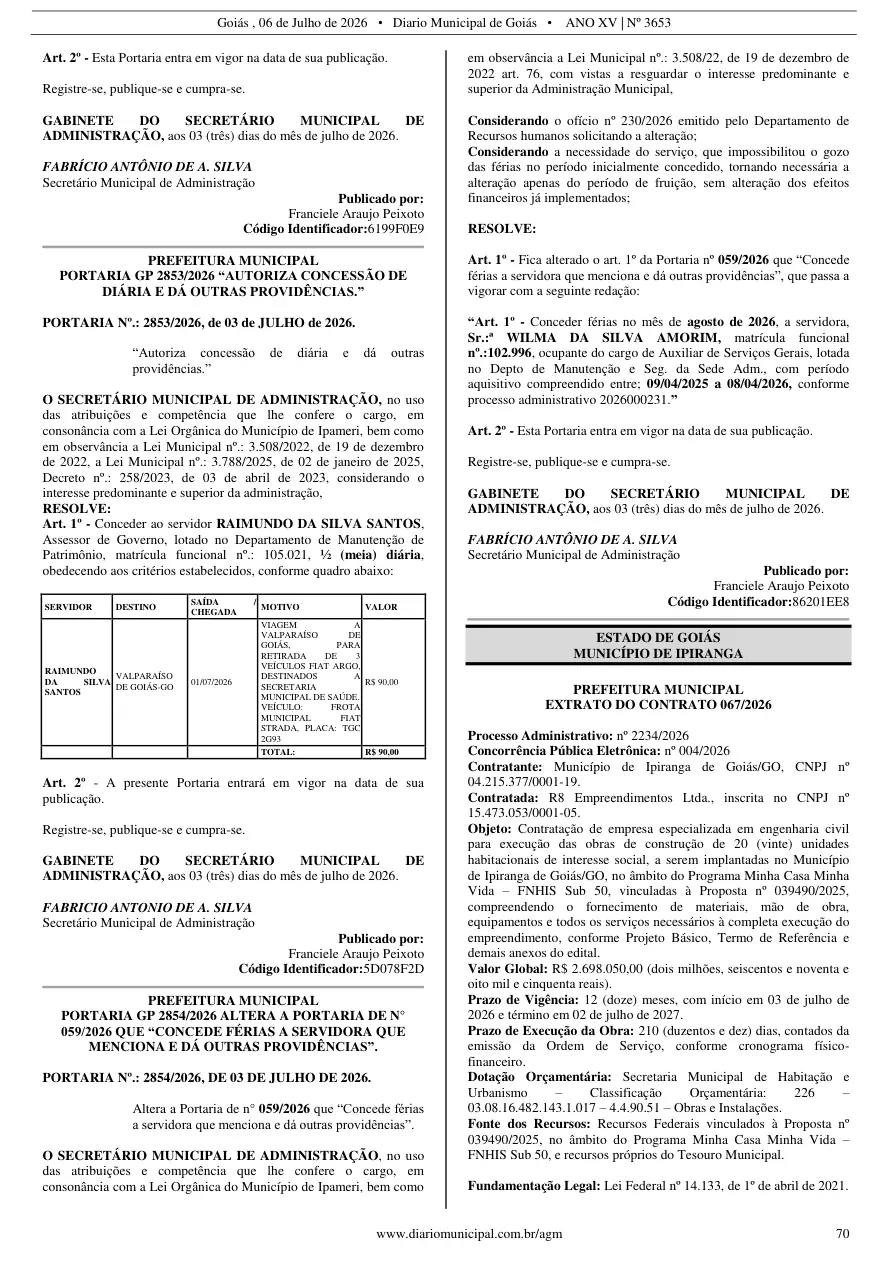 Goiás , 06 de Julho de 2026 • Diario Municipal de Goiás • ANO XV | Nº 3653
Art. 2º - Esta Portaria entra em vigor na data de sua publicação.
Registre-se, publique-se e cumpra-se.
GABINETE DO SECRETÁRIO MUNICIPAL DE
ADMINISTRAÇÃO, aos 03 (três) dias do mês de julho de 2026.
FABRÍCIO ANTÔNIO DE A. SILVA
Secretário Municipal de Administração
Publicado por:
Franciele Araujo Peixoto
Código Identificador:6199F0E9
PREFEITURA MUNICIPAL
PORTARIA GP 2853/2026 “AUTORIZA CONCESSÃO DE
DIÁRIA E DÁ OUTRAS PROVIDÊNCIAS.”
PORTARIA Nº.: 2853/2026, de 03 de JULHO de 2026.
“Autoriza concessão de diária e dá outras
providências.”
O SECRETÁRIO MUNICIPAL DE ADMINISTRAÇÃO, no uso
das atribuições e competência que lhe confere o cargo, em
consonância com a Lei Orgânica do Município de Ipameri, bem como
em observância a Lei Municipal nº.: 3.508/2022, de 19 de dezembro
de 2022, a Lei Municipal nº.: 3.788/2025, de 02 de janeiro de 2025,
Decreto nº.: 258/2023, de 03 de abril de 2023, considerando o
interesse predominante e superior da administração,
RESOLVE:
Art. 1º - Conceder ao servidor RAIMUNDO DA SILVA SANTOS,
Assessor de Governo, lotado no Departamento de Manutenção de
Patrimônio, matrícula funcional nº.: 105.021, ½ (meia) diária,
obedecendo aos critérios estabelecidos, conforme quadro abaixo:
SERVIDOR DESTINO SAÍDA / CHEGADA MOTIVO VALOR
RAIMUNDO
DA SILVA
SANTOS
VALPARAÍSO
DE GOIÁS-GO
01/07/2026
VIAGEM A
VALPARAÍSO DE
GOIÁS, PARA
RETIRADA DE 3
VEÍCULOS FIAT ARGO,
DESTINADOS A
SECRETARIA
MUNICIPAL DE SAÚDE.
VEÍCULO: FROTA
MUNICIPAL FIAT
STRADA, PLACA: TGC
2G93
R$ 90,00
TOTAL: R$ 90,00
Art. 2º - A presente Portaria entrará em vigor na data de sua
publicação.
Registre-se, publique-se e cumpra-se.
GABINETE DO SECRETÁRIO MUNICIPAL DE
ADMINISTRAÇÃO, aos 03 (três) dias do mês de julho de 2026.
FABRICIO ANTONIO DE A. SILVA
Secretário Municipal de Administração
Publicado por:
Franciele Araujo Peixoto
Código Identificador:5D078F2D
PREFEITURA MUNICIPAL
PORTARIA GP 2854/2026 ALTERA A PORTARIA DE N°
059/2026 QUE “CONCEDE FÉRIAS A SERVIDORA QUE
MENCIONA E DÁ OUTRAS PROVIDÊNCIAS”.
PORTARIA Nº.: 2854/2026, DE 03 DE JULHO DE 2026.
Altera a Portaria de n° 059/2026 que “Concede férias
a servidora que menciona e dá outras providências”.
O SECRETÁRIO MUNICIPAL DE ADMINISTRAÇÃO, no uso
das atribuições e competência que lhe confere o cargo, em
consonância com a Lei Orgânica do Município de Ipameri, bem como
em observância a Lei Municipal nº.: 3.508/22, de 19 de dezembro de
2022 art. 76, com vistas a resguardar o interesse predominante e
superior da Administração Municipal,
Considerando o ofício nº 230/2026 emitido pelo Departamento de
Recursos humanos solicitando a alteração;
Considerando a necessidade do serviço, que impossibilitou o gozo
das férias no período inicialmente concedido, tornando necessária a
alteração apenas do período de fruição, sem alteração dos efeitos
financeiros já implementados;
RESOLVE:
Art. 1º - Fica alterado o art. 1º da Portaria nº 059/2026 que “Concede
férias a servidora que menciona e dá outras providências”, que passa a
vigorar com a seguinte redação:
“Art. 1º - Conceder férias no mês de agosto de 2026, a servidora,
Sr.:ª WILMA DA SILVA AMORIM, matrícula funcional
nº.:102.996, ocupante do cargo de Auxiliar de Serviços Gerais, lotada
no Depto de Manutenção e Seg. da Sede Adm., com período
aquisitivo compreendido entre; 09/04/2025 a 08/04/2026, conforme
processo administrativo 2026000231.”
Art. 2º - Esta Portaria entra em vigor na data de sua publicação.
Registre-se, publique-se e cumpra-se.
GABINETE DO SECRETÁRIO MUNICIPAL DE
ADMINISTRAÇÃO, aos 03 (três) dias do mês de julho de 2026.
FABRÍCIO ANTÔNIO DE A. SILVA
Secretário Municipal de Administração
Publicado por:
Franciele Araujo Peixoto
Código Identificador:86201EE8
ESTADO DE GOIÁS
MUNICÍPIO DE IPIRANGA
PREFEITURA MUNICIPAL
EXTRATO DO CONTRATO 067/2026
Processo Administrativo: nº 2234/2026
Concorrência Pública Eletrônica: nº 004/2026
Contratante: Município de Ipiranga de Goiás/GO, CNPJ nº
04.215.377/0001-19.
Contratada: R8 Empreendimentos Ltda., inscrita no CNPJ nº
15.473.053/0001-05.
Objeto: Contratação de empresa especializada em engenharia civil
para execução das obras de construção de 20 (vinte) unidades
habitacionais de interesse social, a serem implantadas no Município
de Ipiranga de Goiás/GO, no âmbito do Programa Minha Casa Minha
Vida – FNHIS Sub 50, vinculadas à Proposta nº 039490/2025,
compreendendo o fornecimento de materiais, mão de obra,
equipamentos e todos os serviços necessários à completa execução do
empreendimento, conforme Projeto Básico, Termo de Referência e
demais anexos do edital.
Valor Global: R$ 2.698.050,00 (dois milhões, seiscentos e noventa e
oito mil e cinquenta reais).
Prazo de Vigência: 12 (doze) meses, com início em 03 de julho de
2026 e término em 02 de julho de 2027.
Prazo de Execução da Obra: 210 (duzentos e dez) dias, contados da
emissão da Ordem de Serviço, conforme cronograma físico-
financeiro.
Dotação Orçamentária: Secretaria Municipal de Habitação e
Urbanismo – Classificação Orçamentária: 226 –
03.08.16.482.143.1.017 – 4.4.90.51 – Obras e Instalações.
Fonte dos Recursos: Recursos Federais vinculados à Proposta nº
039490/2025, no âmbito do Programa Minha Casa Minha Vida –
FNHIS Sub 50, e recursos próprios do Tesouro Municipal.
Fundamentação Legal: Lei Federal nº 14.133, de 1º de abril de 2021.
www.diariomunicipal.com.br/agm 70